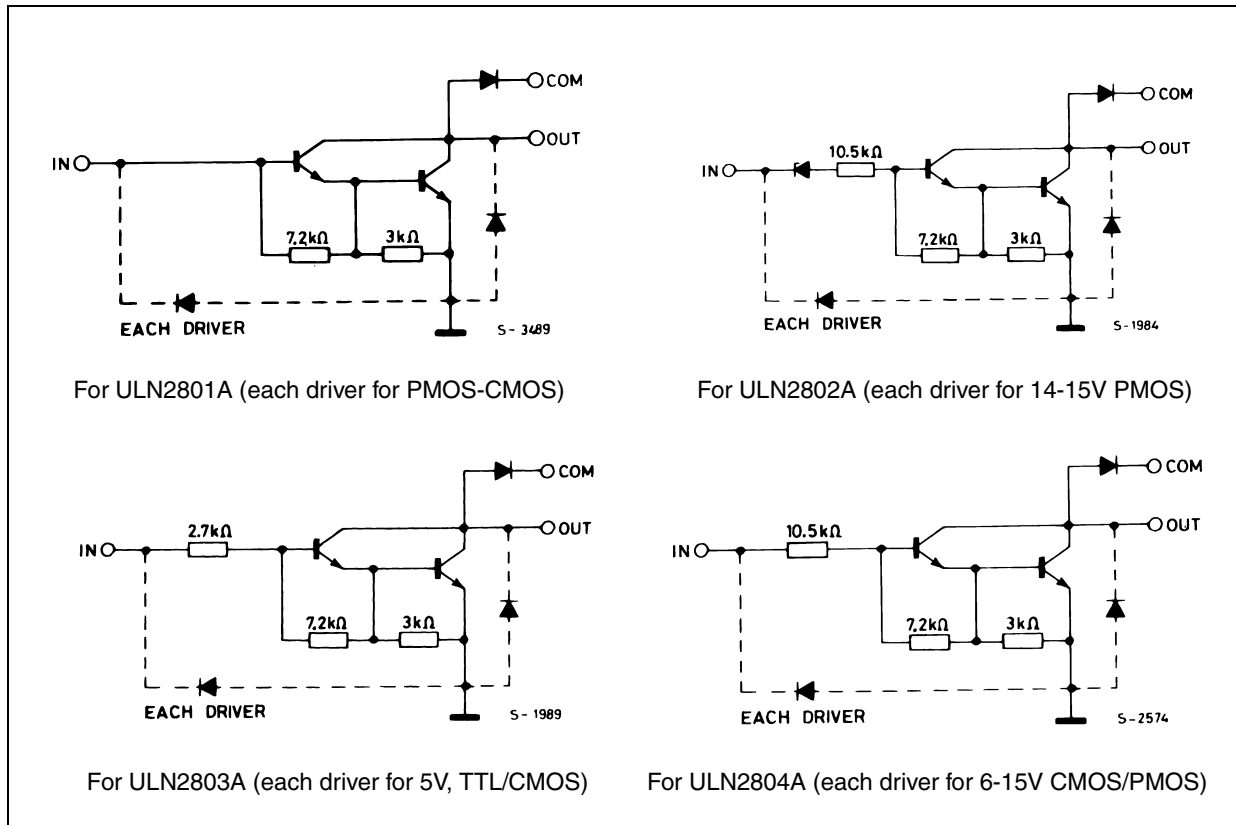 COM
OUT
IN
7.2kΩ 3kΩ
EACH DRIVER
S-3489
For ULN2801A (each driver for PMOS-CMOS)
COM
OUT
IN
10.5kΩ
7.2kΩ 3kΩ
EACH DRIVER
S-1984
For ULN2802A (each driver for 14-15V PMOS)
COM
OUT
2.7kΩ
IN
7.2kΩ 3kΩ
EACH DRIVER
S-1989
For ULN2803A (each driver for 5V, TTL/CMOS)
COM
OUT
10.5kΩ
IN
7.2kΩ 3kΩ
EACH DRIVER
S-2574
For ULN2804A (each driver for 6-15V CMOS/PMOS)